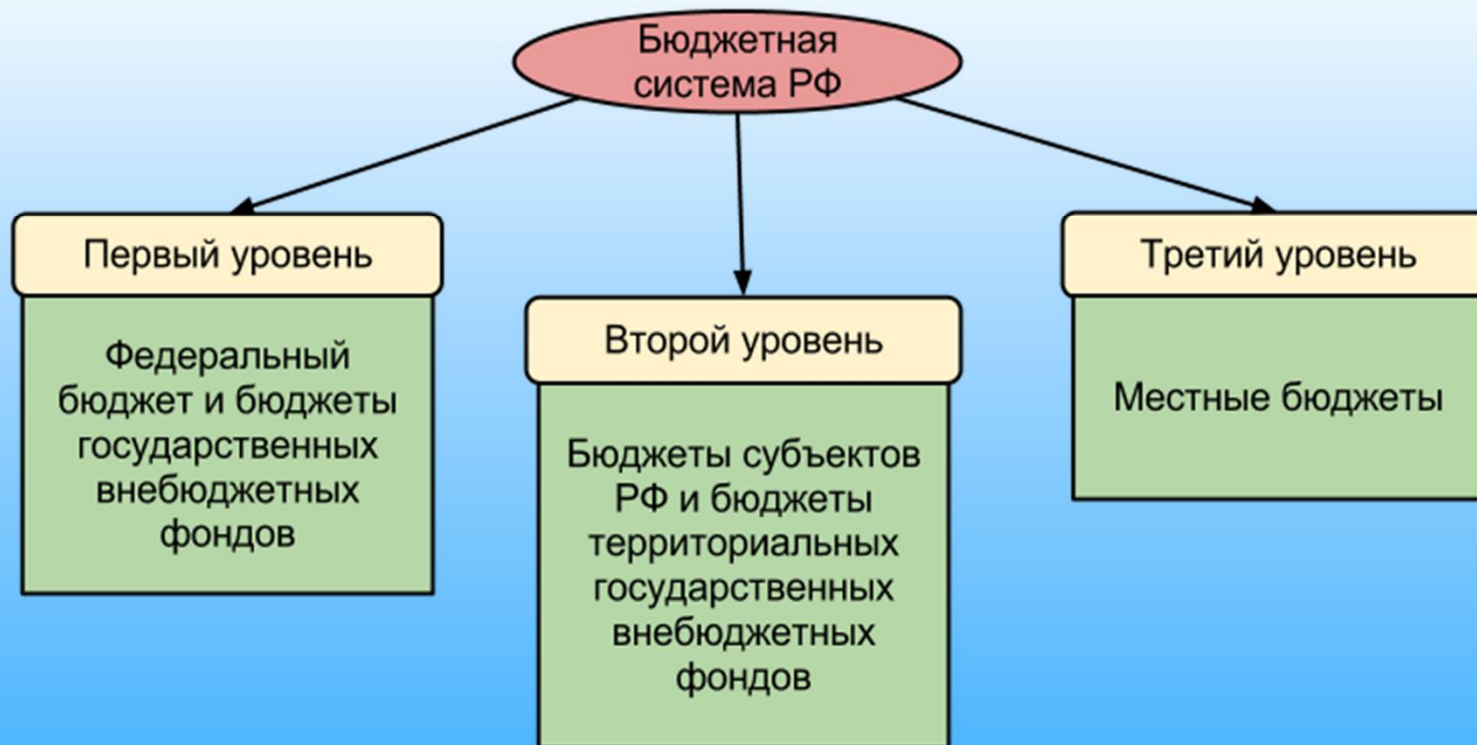 Бюджетная
система РФ
Первый уровень
Федеральный
бюджет и бюджеты
государственных
внебюджетных
фондов
Второй уровень
Бюджеты субъектов
РФ и бюджеты
территориальных
государственных
внебюджетных
фондов
Третий уровень
Местные бюджеты